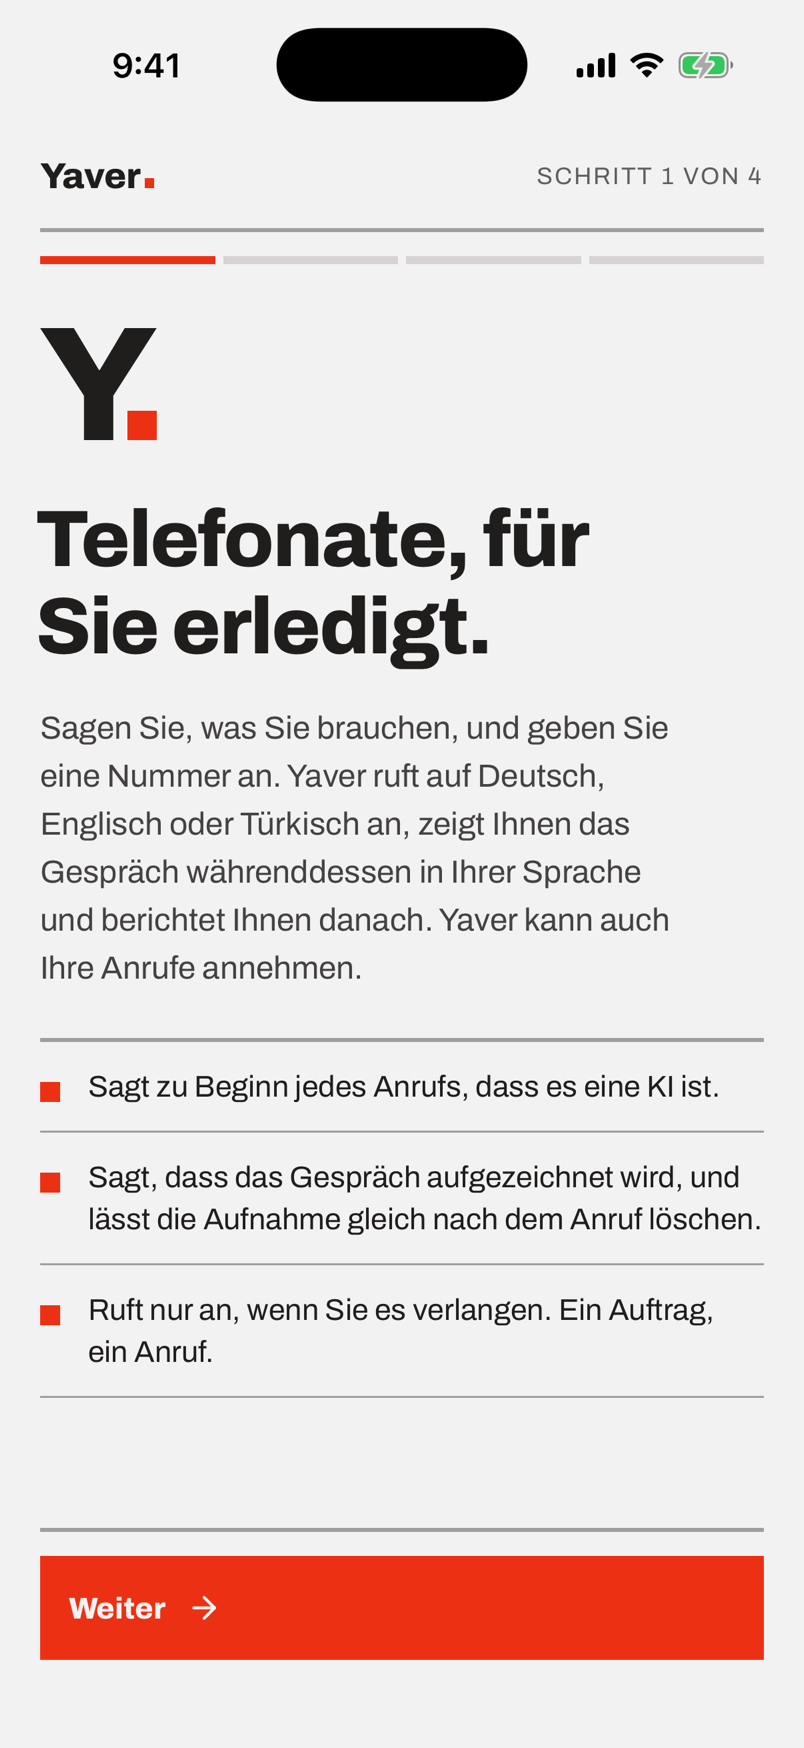 9:41
Yaver.
SCHRITT 1 VON 4
Y.
Telefonate, für
Sie erledigt.
Sagen Sie, was Sie brauchen, und geben Sie
eine Nummer an. Yaver ruft auf Deutsch,
Englisch oder Türkisch an, zeigt Ihnen das
Gespräch währenddessen in Ihrer Sprache
und berichtet Ihnen danach. Yaver kann auch
Ihre Anrufe annehmen.
Sagt zu Beginn jedes Anrufs, dass es eine KI ist.
Sagt, dass das Gespräch aufgezeichnet wird, und
lässt die Aufnahme gleich nach dem Anruf löschen.
Ruft nur an, wenn Sie es verlangen. Ein Auftrag,
ein Anruf.
Weiter →